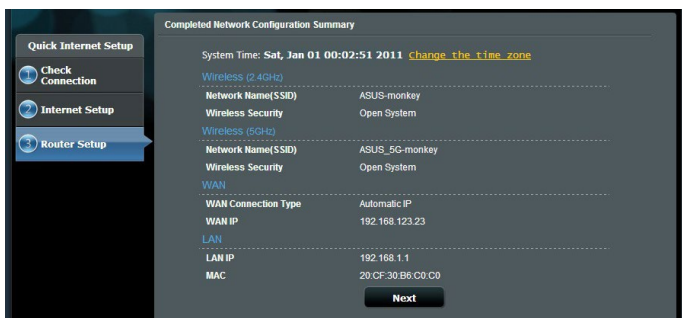 Completed Network Configuration Summary
Quick Internet Setup
1 Check Connection
2 Internet Setup
3 Router Setup
System Time: Sat, Jan 01 00:02:51 2011 Change the time zone
Wireless (2.4GHz)
Network Name(SSID) ASUS-monkey
Wireless Security Open System
Wireless (5GHz)
Network Name(SSID) ASUS_5G-monkey
Wireless Security Open System
WAN
WAN Connection Type Automatic IP
WAN IP 192.168.123.23
LAN
LAN IP 192.168.1.1
MAC 20:CF:30:B6:C0:C0
Next